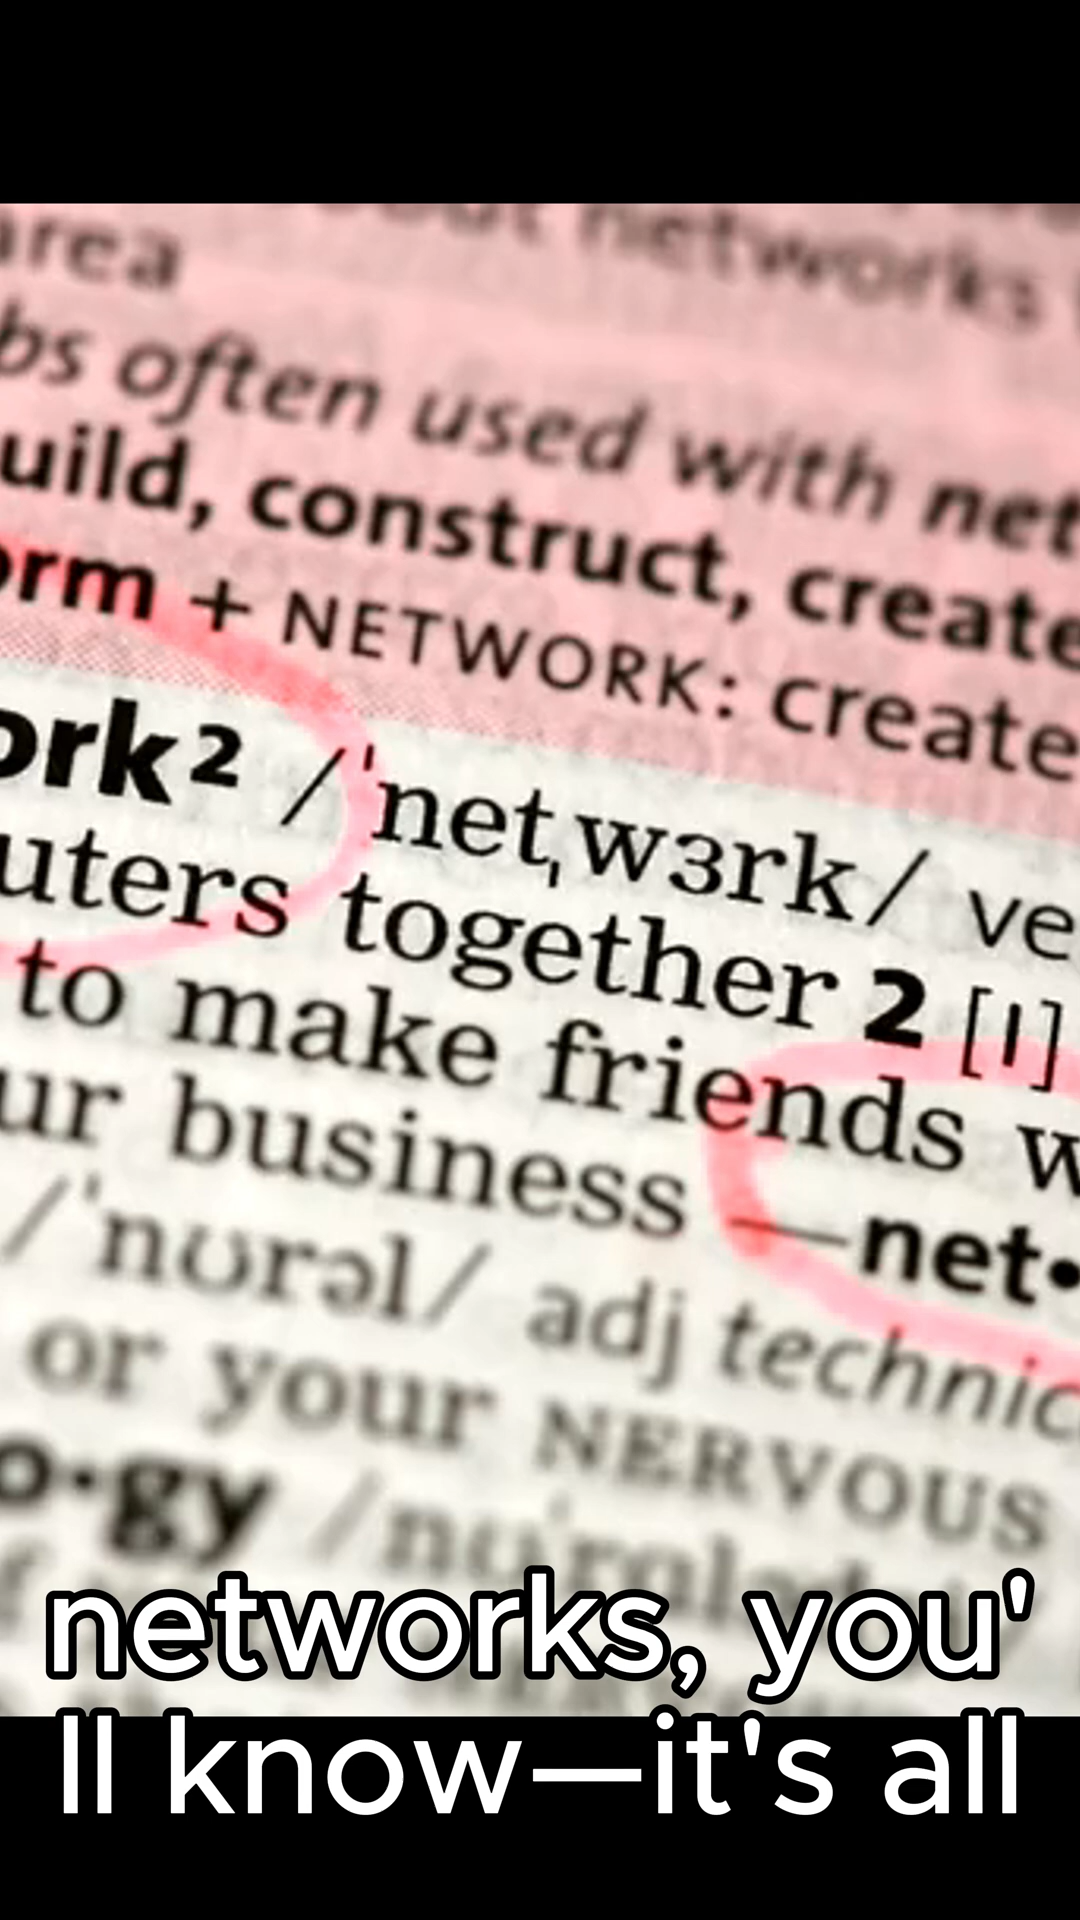 area
networks
bs often used with net
uild, construct, create
orm + NETWORK: create
ork² /ˈnetˌwɜrk/ ve
uters together 2 [I]
to make friends w
ur business —net•
/ˈnʊrəl/ adj technic
or your NERVOUS
o•gy
networks, you'
ll know—it's all